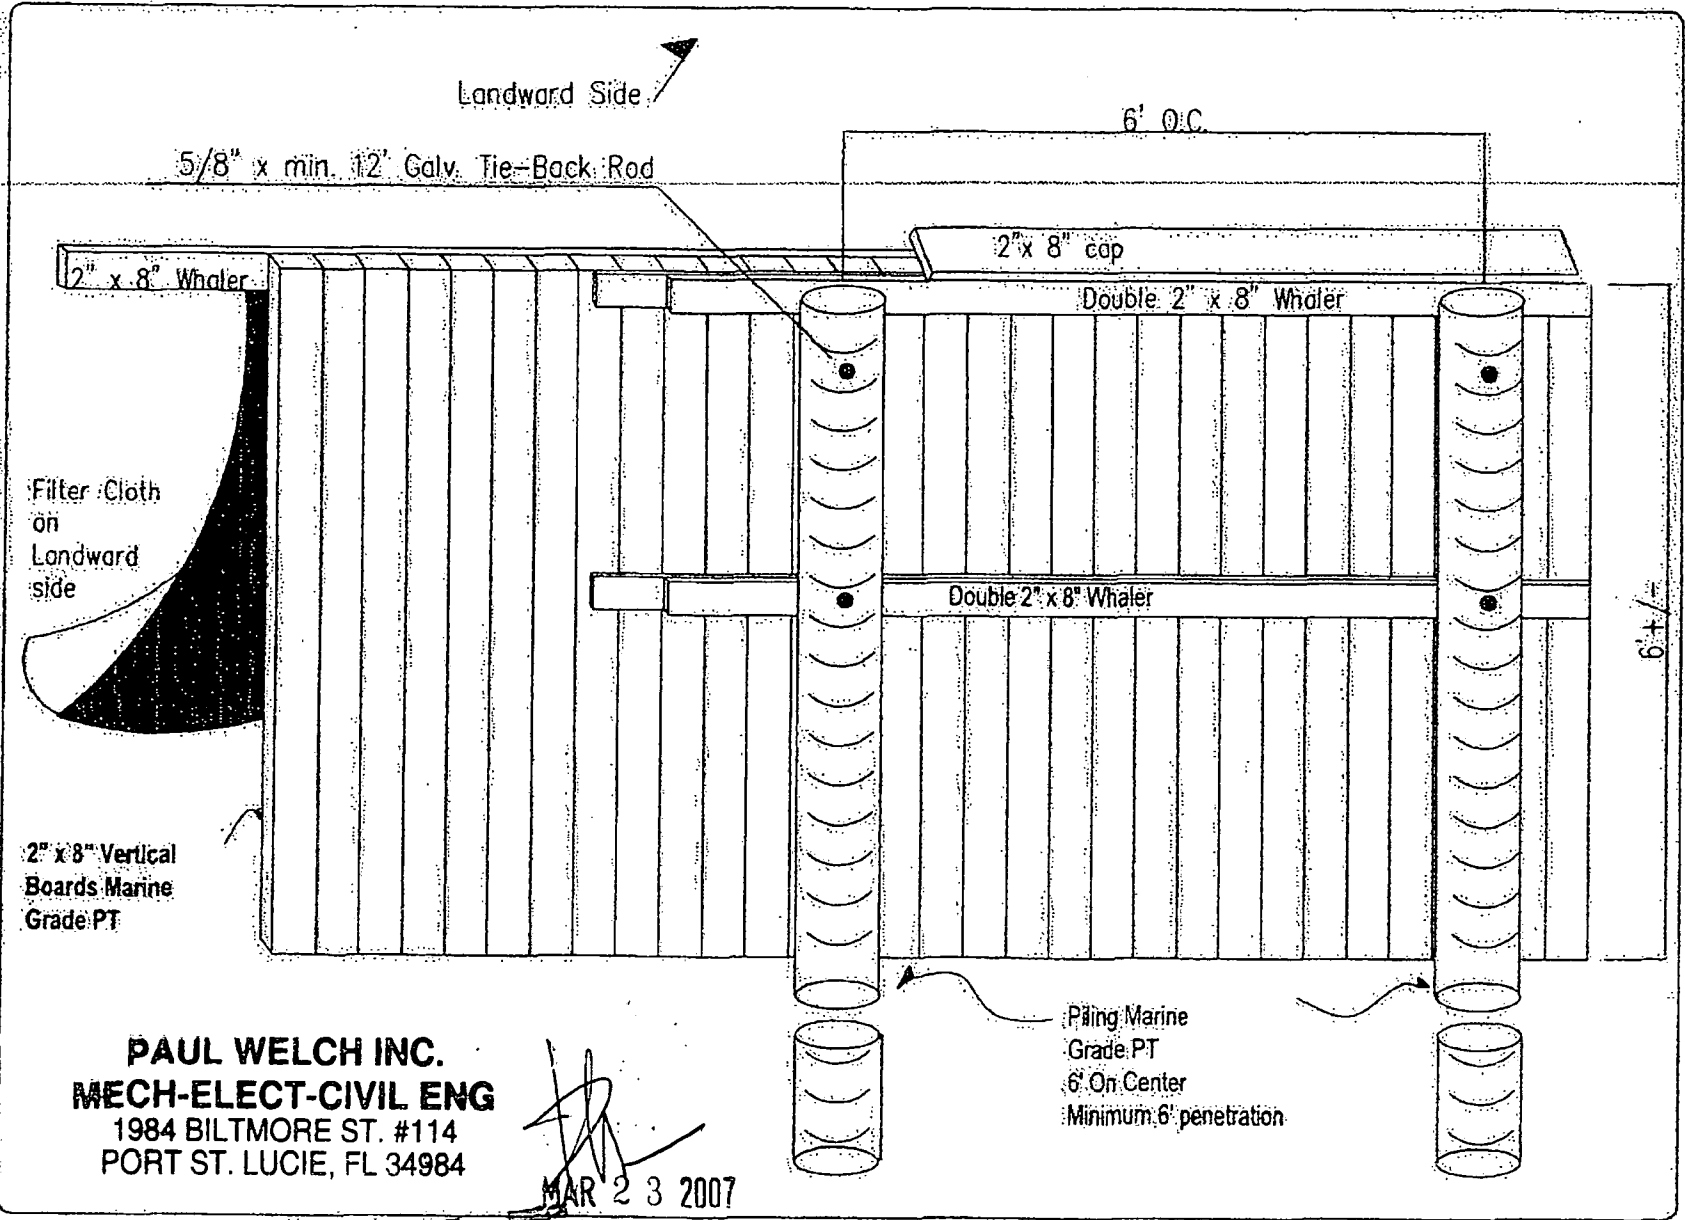 Landward Side
6' O.C.
5/8" x min. 12' Galv. Tie-Back Rod
2" x 8" cap
2" x 8" Whaler
Double 2" x 8" Whaler
Filter Cloth
on
Landward
side
Double 2" x 8" Whaler
6' +/-
2" x 8" Vertical
Boards Marine
Grade PT
Piling Marine
Grade PT
6' On Center
Minimum 6' penetration
PAUL WELCH INC.
MECH-ELECT-CIVIL ENG
1984 BILTMORE ST. #114
PORT ST. LUCIE, FL 34984
MAR 23 2007